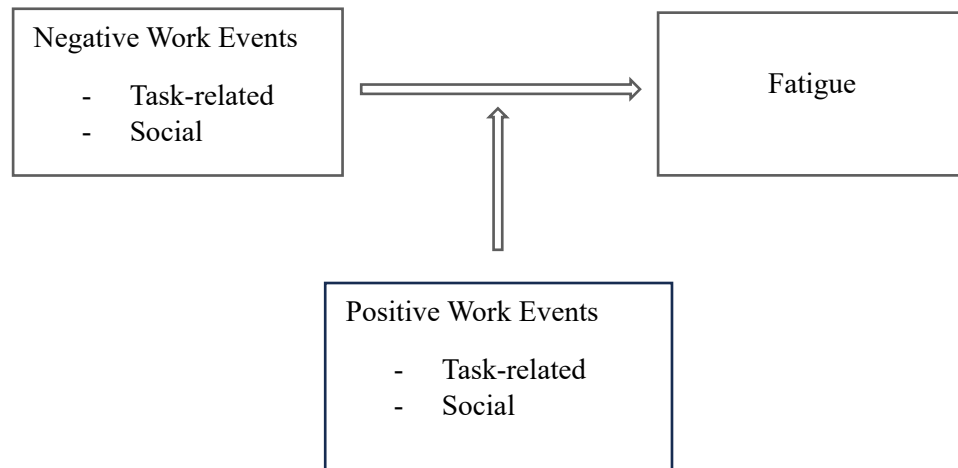 Negative Work Events
- Task-related
- Social
Fatigue
Positive Work Events
- Task-related
- Social